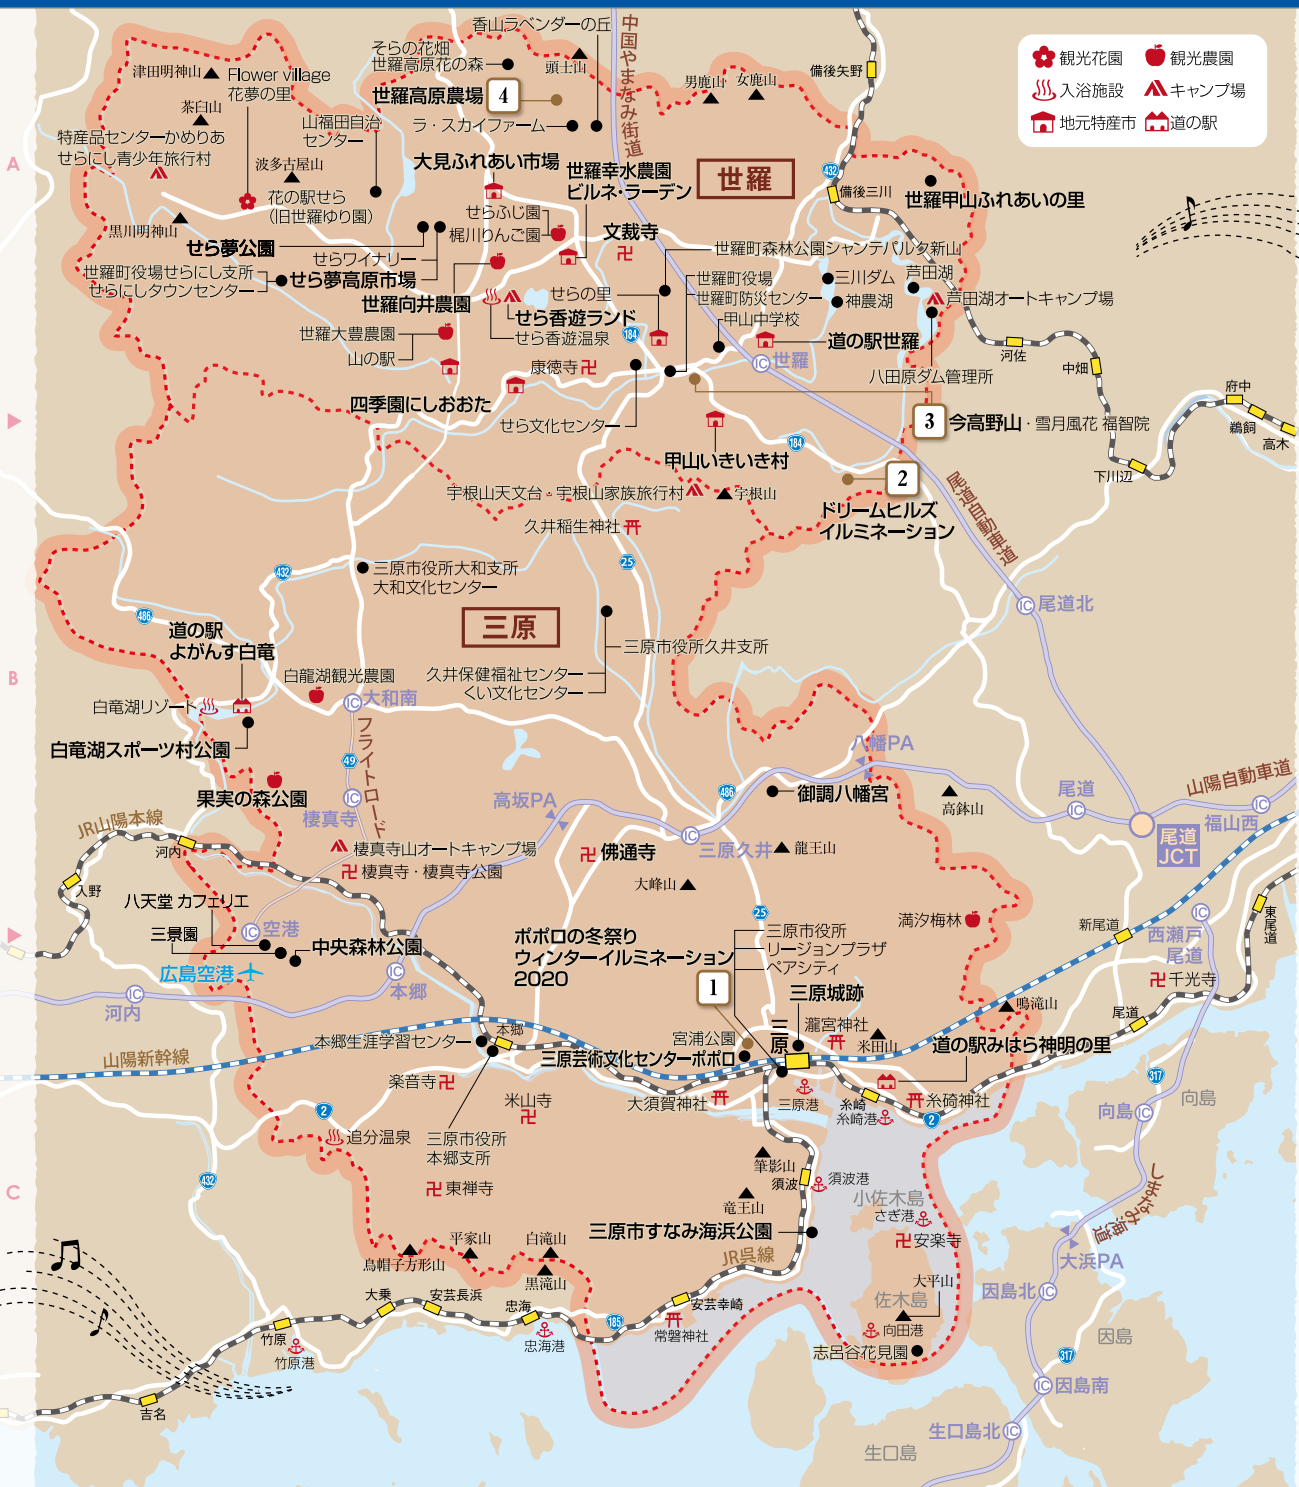 香山ラベンダーの丘
そらの花畑
世羅高原花の森
頭士山
世羅高原農場
4
ラ・スカイファーム
中国やまなみ街道
男鹿山
女鹿山
備後矢野
観光花園
観光農園
入浴施設
キャンプ場
地元特産市
道の駅
津田明神山
Flower village
花夢の里
茶臼山
山福田自治
センター
特産品センターかめりあ
せらにし青少年旅行村
A
波多古屋山
大見ふれあい市場
世羅幸水農園
ビルネ・ラーデン
世羅
432
備後三川
世羅甲山ふれあいの里
花の駅せら
(旧世羅ゆり園)
黒川明神山
せら夢公園
せらふじ園
梶川りんご園
せらワイナリー
文裁寺
世羅町森林公園シャンテパルタ新山
世羅町役場せらにし支所
せらにしタウンセンター
せら夢高原市場
世羅町役場
世羅町防災センター
甲山中学校
三川ダム
神農湖
芦田湖
芦田湖オートキャンプ場
世羅向井農園
せらの里
せら香遊ランド
せら香遊温泉
184
世羅大豊農園
山の駅
康徳寺
道の駅世羅
IC
世羅
八田原ダム管理所
河佐
中畑
府中
鵜飼
高木
四季園にしおおた
せら文化センター
3
今高野山・雪月風花 福智院
甲山いきいき村
184
2
ドリームヒルズ
イルミネーション
下川辺
宇根山天文台・宇根山家族旅行村
宇根山
久井稲生神社
尾道自動車道
25
432
三原市役所大和支所
大和文化センター
486
三原
IC
尾道北
道の駅
よがんす白竜
三原市役所久井支所
久井保健福祉センター
くい文化センター
B
白龍湖観光農園
IC
大和南
白竜湖リゾート
白竜湖スポーツ村公園
フライトロード
49
果実の森公園
IC
棲真寺
高坂PA
八幡PA
486
御調八幡宮
高鉢山
尾道
IC
山陽自動車道
IC
福山西
尾道
JCT
JR山陽本線
河内
入野
棲真寺山オートキャンプ場
棲真寺・棲真寺公園
佛通寺
IC
三原久井
龍王山
大峰山
八天堂 カフェリエ
三景園
IC
空港
中央森林公園
広島空港
IC
本郷
IC
河内
25
満汐梅林
新尾道
IC
西瀬戸
尾道
東尾道
千光寺
ポポロの冬祭り
ウィンターイルミネーション
2020
1
三原市役所
リージョンプラザ
ペアシティ
三原城跡
三原
瀧宮神社
米田山
鳴滝山
尾道
山陽新幹線
本郷生涯学習センター
本郷
宮浦公園
三原芸術文化センターポポロ
道の駅みはら神明の里
楽音寺
米山寺
大須賀神社
三原港
糸崎
糸崎港
糸碕神社
2
317
IC
向島
向島
2
追分温泉
三原市役所
本郷支所
432
C
東禅寺
筆影山
須波
須波港
竜王山
小佐木島
さぎ港
安楽寺
三原市すなみ海浜公園
しまなみ海道
大浜PA
烏帽子方形山
平家山
白滝山
黒滝山
JR呉線
大平山
佐木島
向田港
志呂谷花見園
因島北
IC
因島
大乗
安芸長浜
忠海
忠海港
185
安芸幸崎
常磐神社
竹原
竹原港
吉名
317
IC
因島南
生口島北
IC
生口島